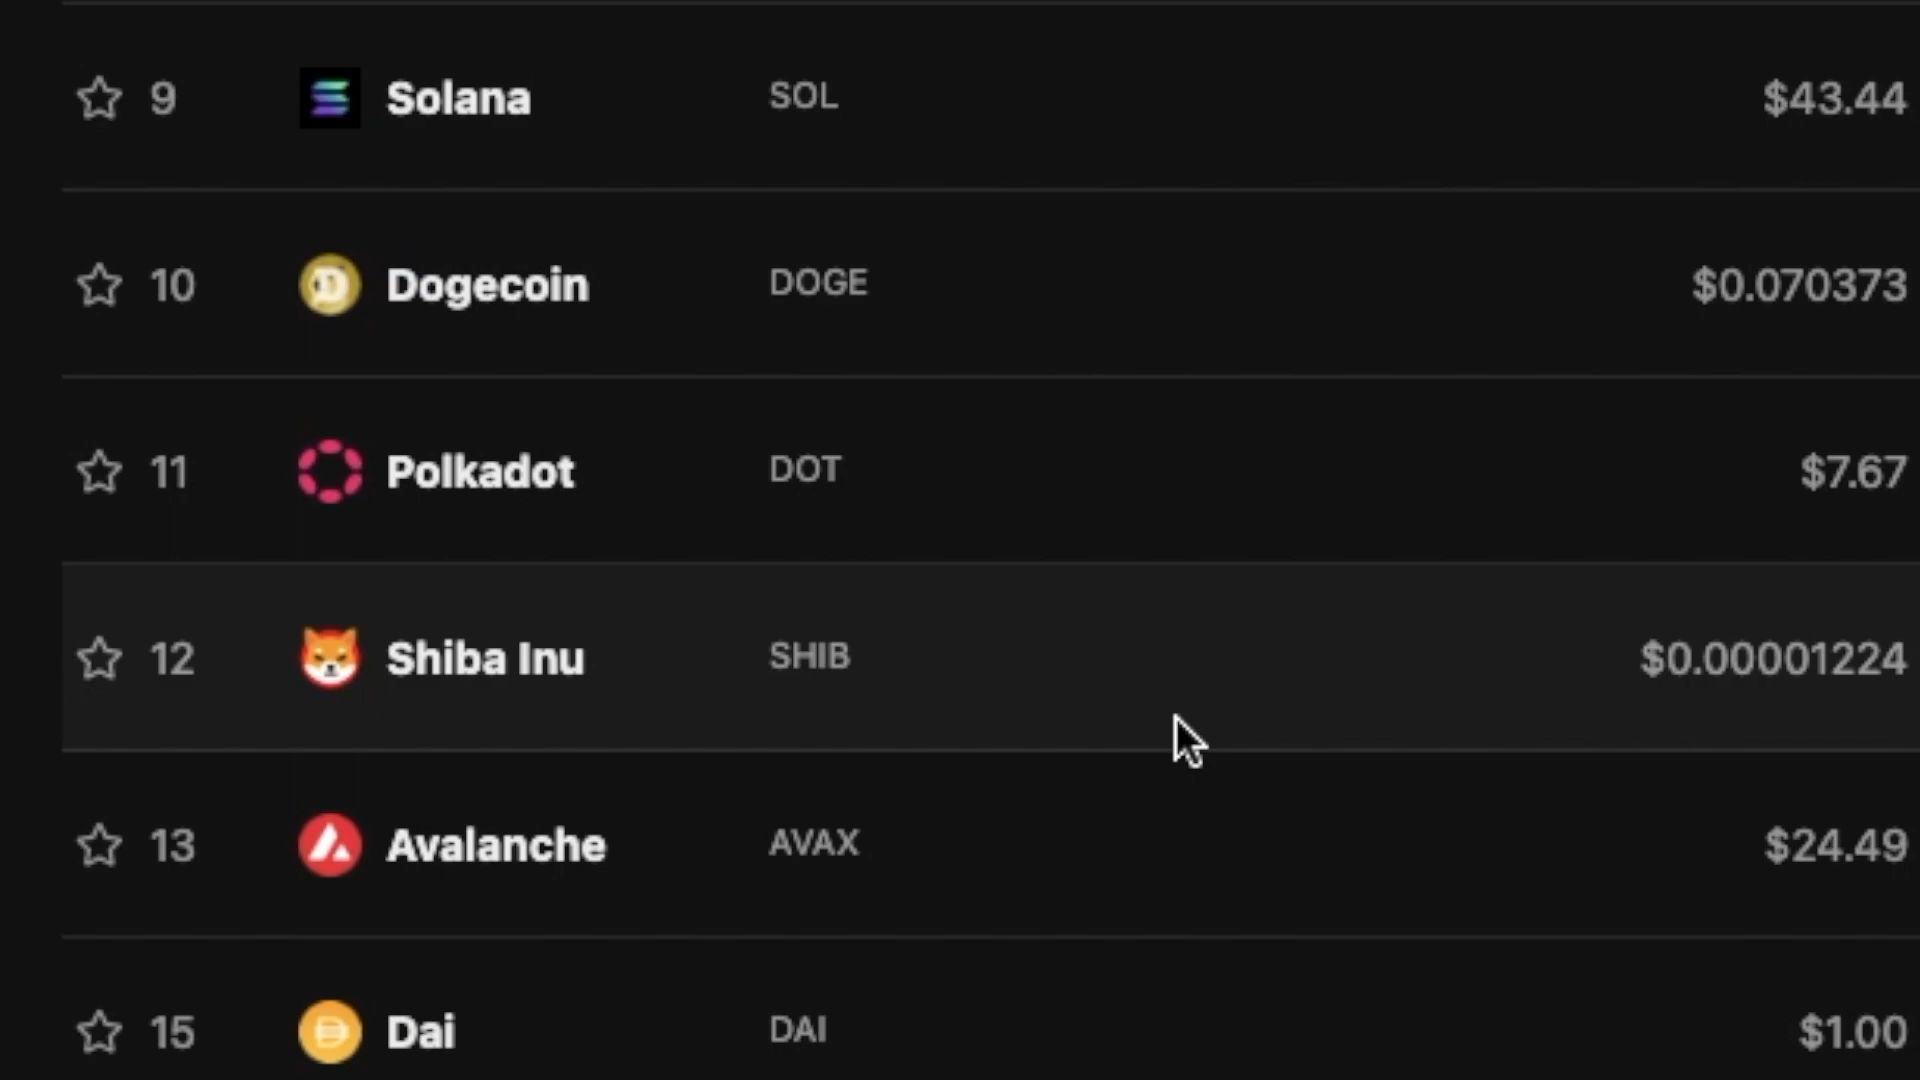 9 Solana SOL $43.44
10 Dogecoin DOGE $0.070373
11 Polkadot DOT $7.67
12 Shiba Inu SHIB $0.00001224
13 Avalanche AVAX $24.49
15 Dai DAI $1.00